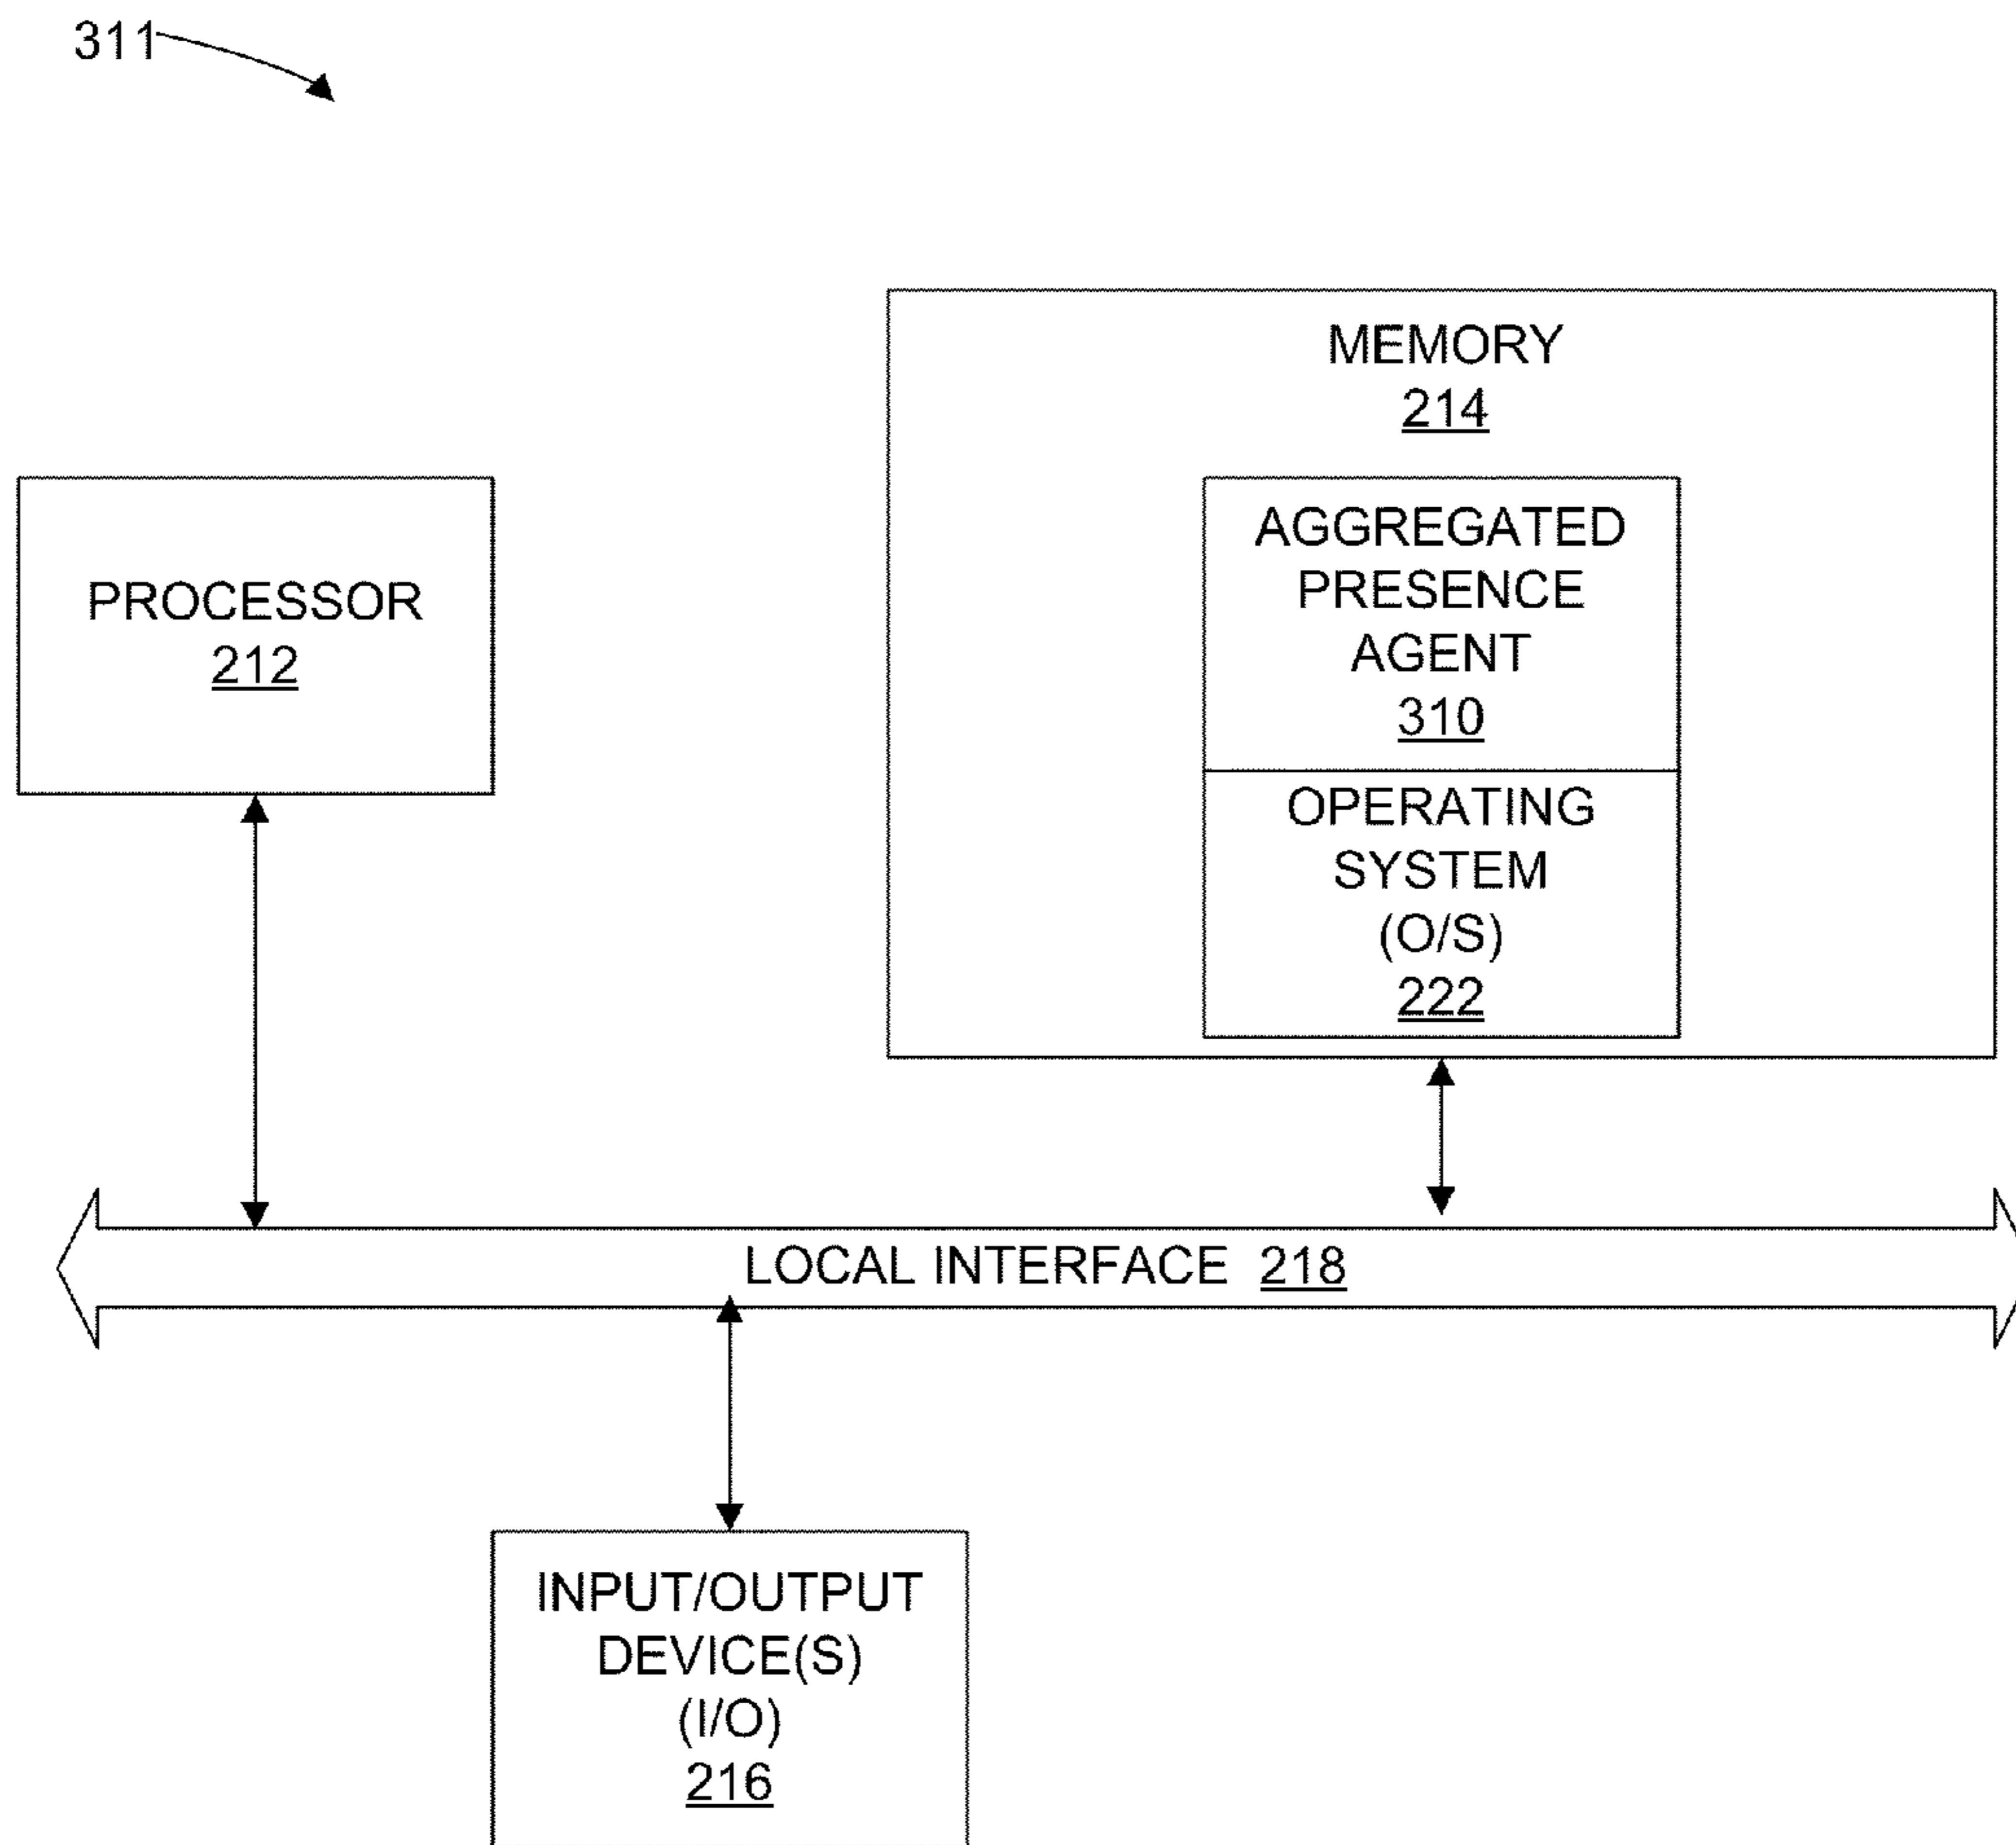 311
MEMORY
214
AGGREGATED
PRESENCE
AGENT
310
PROCESSOR
212
OPERATING
SYSTEM
(O/S)
222
LOCAL INTERFACE 218
INPUT/OUTPUT
DEVICE(S)
(I/O)
216